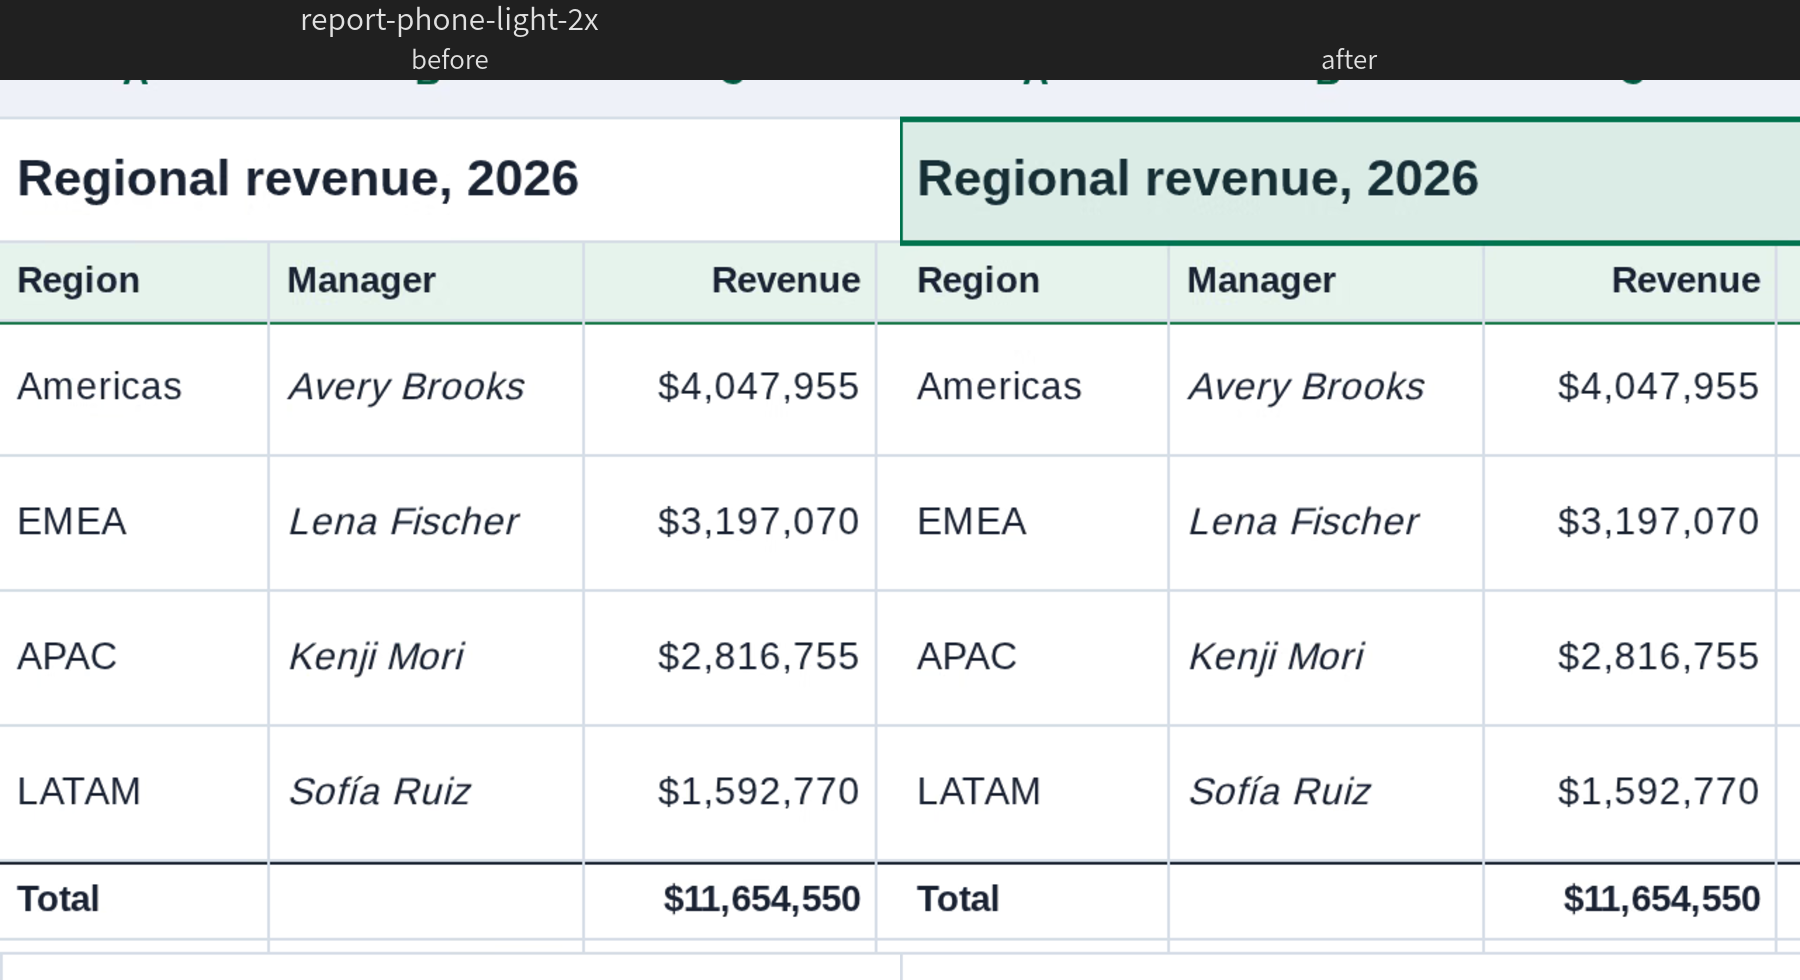 report-phone-light-2x
before after
A B C A B C
Regional revenue, 2026 Regional revenue, 2026
Region Manager Revenue Region Manager Revenue
Americas Avery Brooks $4,047,955 Americas Avery Brooks $4,047,955
EMEA Lena Fischer $3,197,070 EMEA Lena Fischer $3,197,070
APAC Kenji Mori $2,816,755 APAC Kenji Mori $2,816,755
LATAM Sofía Ruiz $1,592,770 LATAM Sofía Ruiz $1,592,770
Total $11,654,550 Total $11,654,550